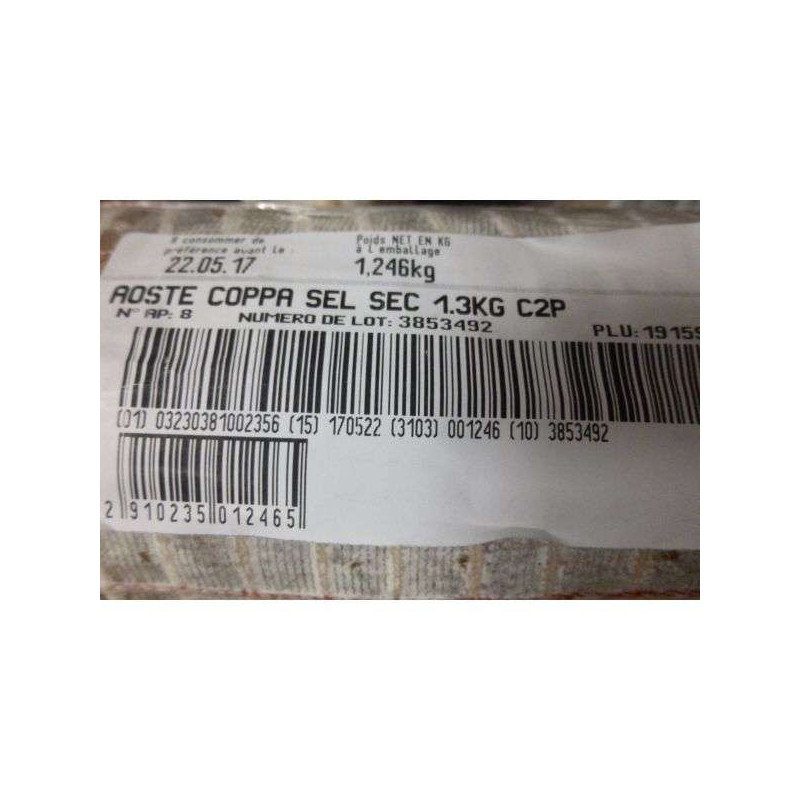 A consommer de
préférence avant le :
22.05.17
Poids NET EN KG
à l emballage
1,246kg
AOSTE COPPA SEL SEC 1.3KG C2P
N° AP: 8 NUMERO DE LOT: 3853492 PLU: 19159
(01) 03230381002356 (15) 170522 (3103) 001246 (10) 3853492
2 910235 012465